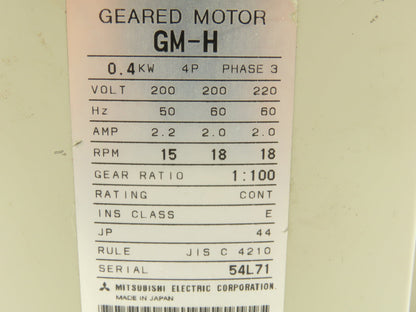 GEARED MOTOR
GM-H
0.4 KW 4P PHASE 3
VOLT 200 200 220
Hz 50 60 60
AMP 2.2 2.0 2.0
RPM 15 18 18
GEAR RATIO 1:100
RATING CONT
INS CLASS E
JP 44
RULE JIS C 4210
SERIAL 54L71
MITSUBISHI ELECTRIC CORPORATION.
MADE IN JAPAN